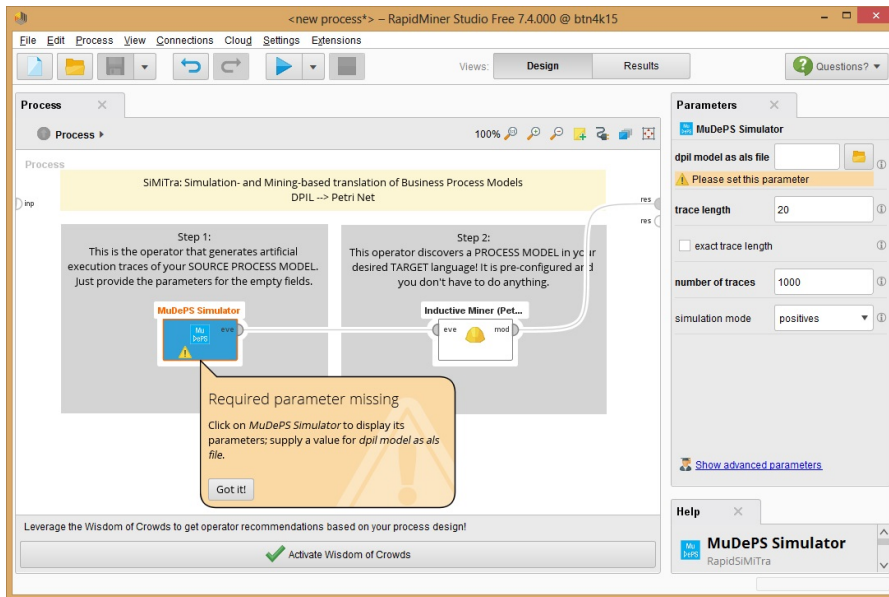 <new process*> – RapidMiner Studio Free 7.4.000 @ btn4k15
File Edit Process View Connections Cloud Settings Extensions
Views: Design Results Questions?
Process
Parameters
Process
100%
MuDePS Simulator
Process
dpil model as als file
Please set this parameter
SiMiTra: Simulation- and Mining-based translation of Business Process Models
DPIL --> Petri Net
inp
res
res
trace length 20
exact trace length
number of traces 1000
simulation mode positives
Step 1:
This is the operator that generates artificial
execution traces of your SOURCE PROCESS MODEL.
Just provide the parameters for the empty fields.
Step 2:
This operator discovers a PROCESS MODEL in your
desired TARGET language! It is pre-configured and
you don't have to do anything.
MuDePS Simulator
Mu
DePS
eve
Inductive Miner (Pet...
eve mod
Required parameter missing
Click on MuDePS Simulator to display its
parameters; supply a value for dpil model as als
file.
Got it!
Show advanced parameters
Leverage the Wisdom of Crowds to get operator recommendations based on your process design!
Activate Wisdom of Crowds
Help
Mu
DePS
MuDePS Simulator
RapidSiMiTra